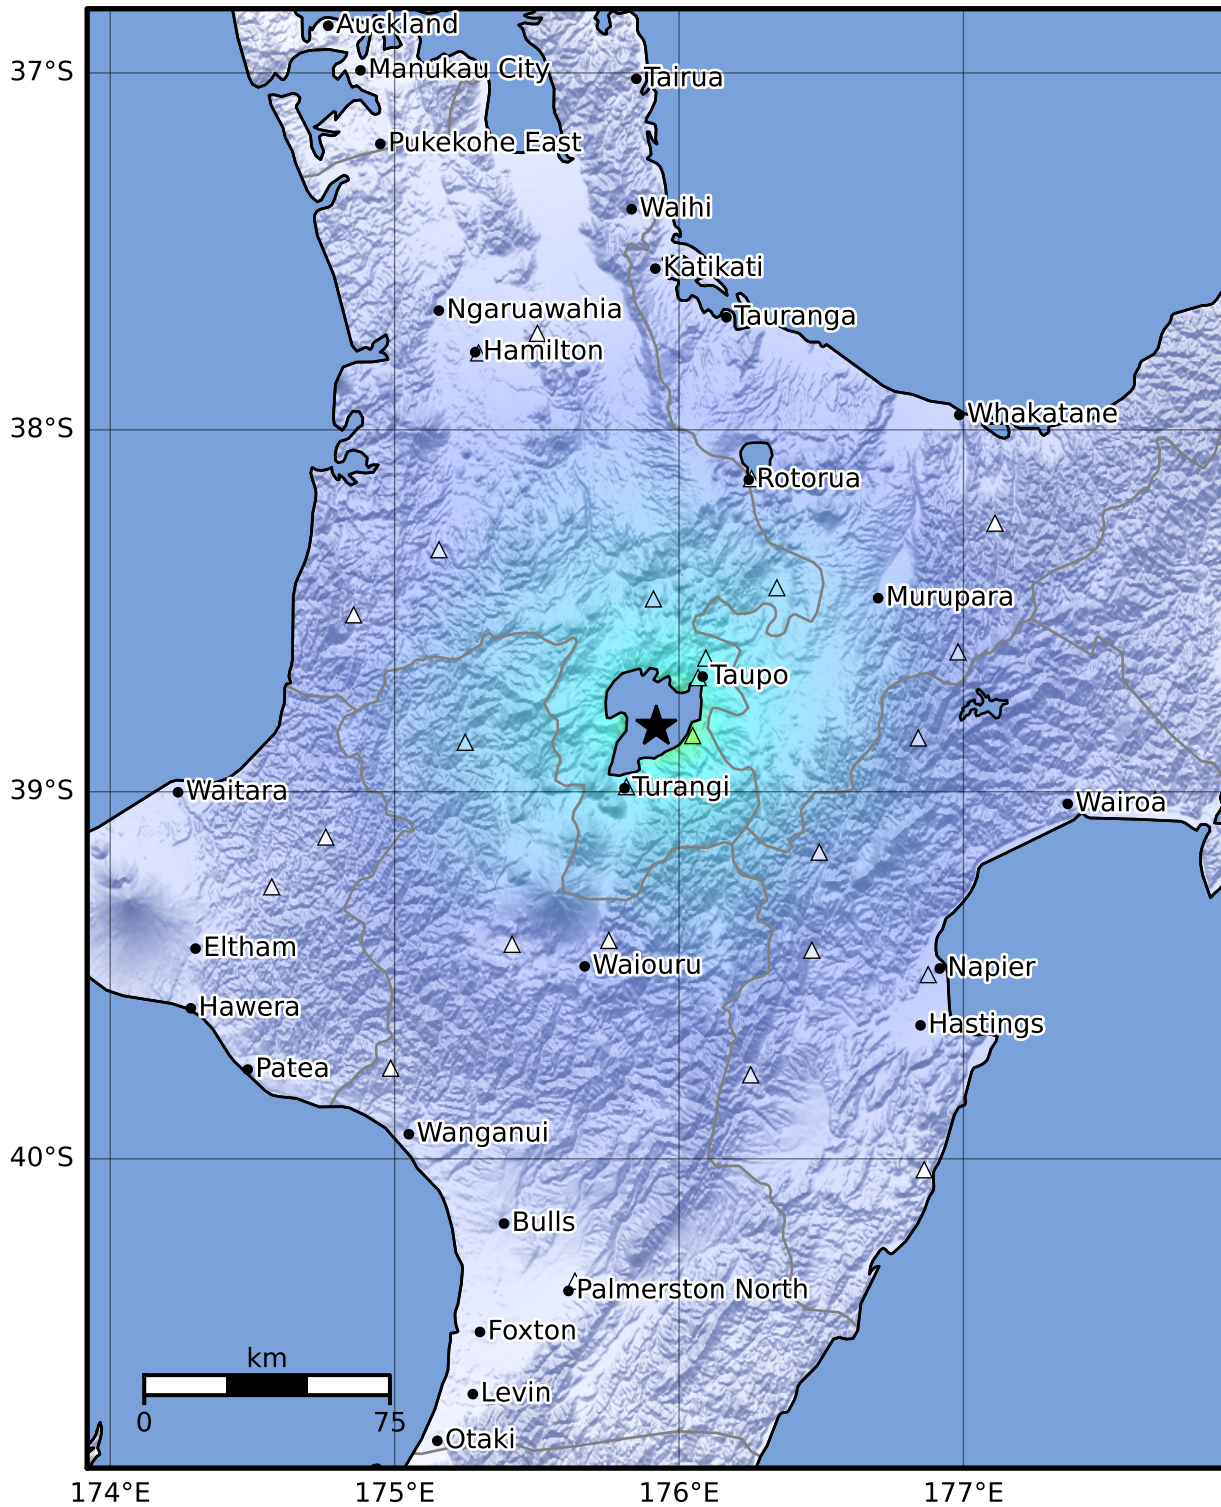 Auckland
Manukau City
37°S
Tairua
Pukekohe East
Waihi
Katikati
Ngaruawahia
Tauranga
Hamilton
Whakatane
38°S
Rotorua
Murupara
Taupo
Turangi
39°S
Waitara
Wairoa
Eltham
Waiouru
Napier
Hawera
Hastings
Patea
Wanganui
40°S
Bulls
Palmerston North
Foxton
km
Levin
0
75
Otaki
174°E
175°E
176°E
177°E